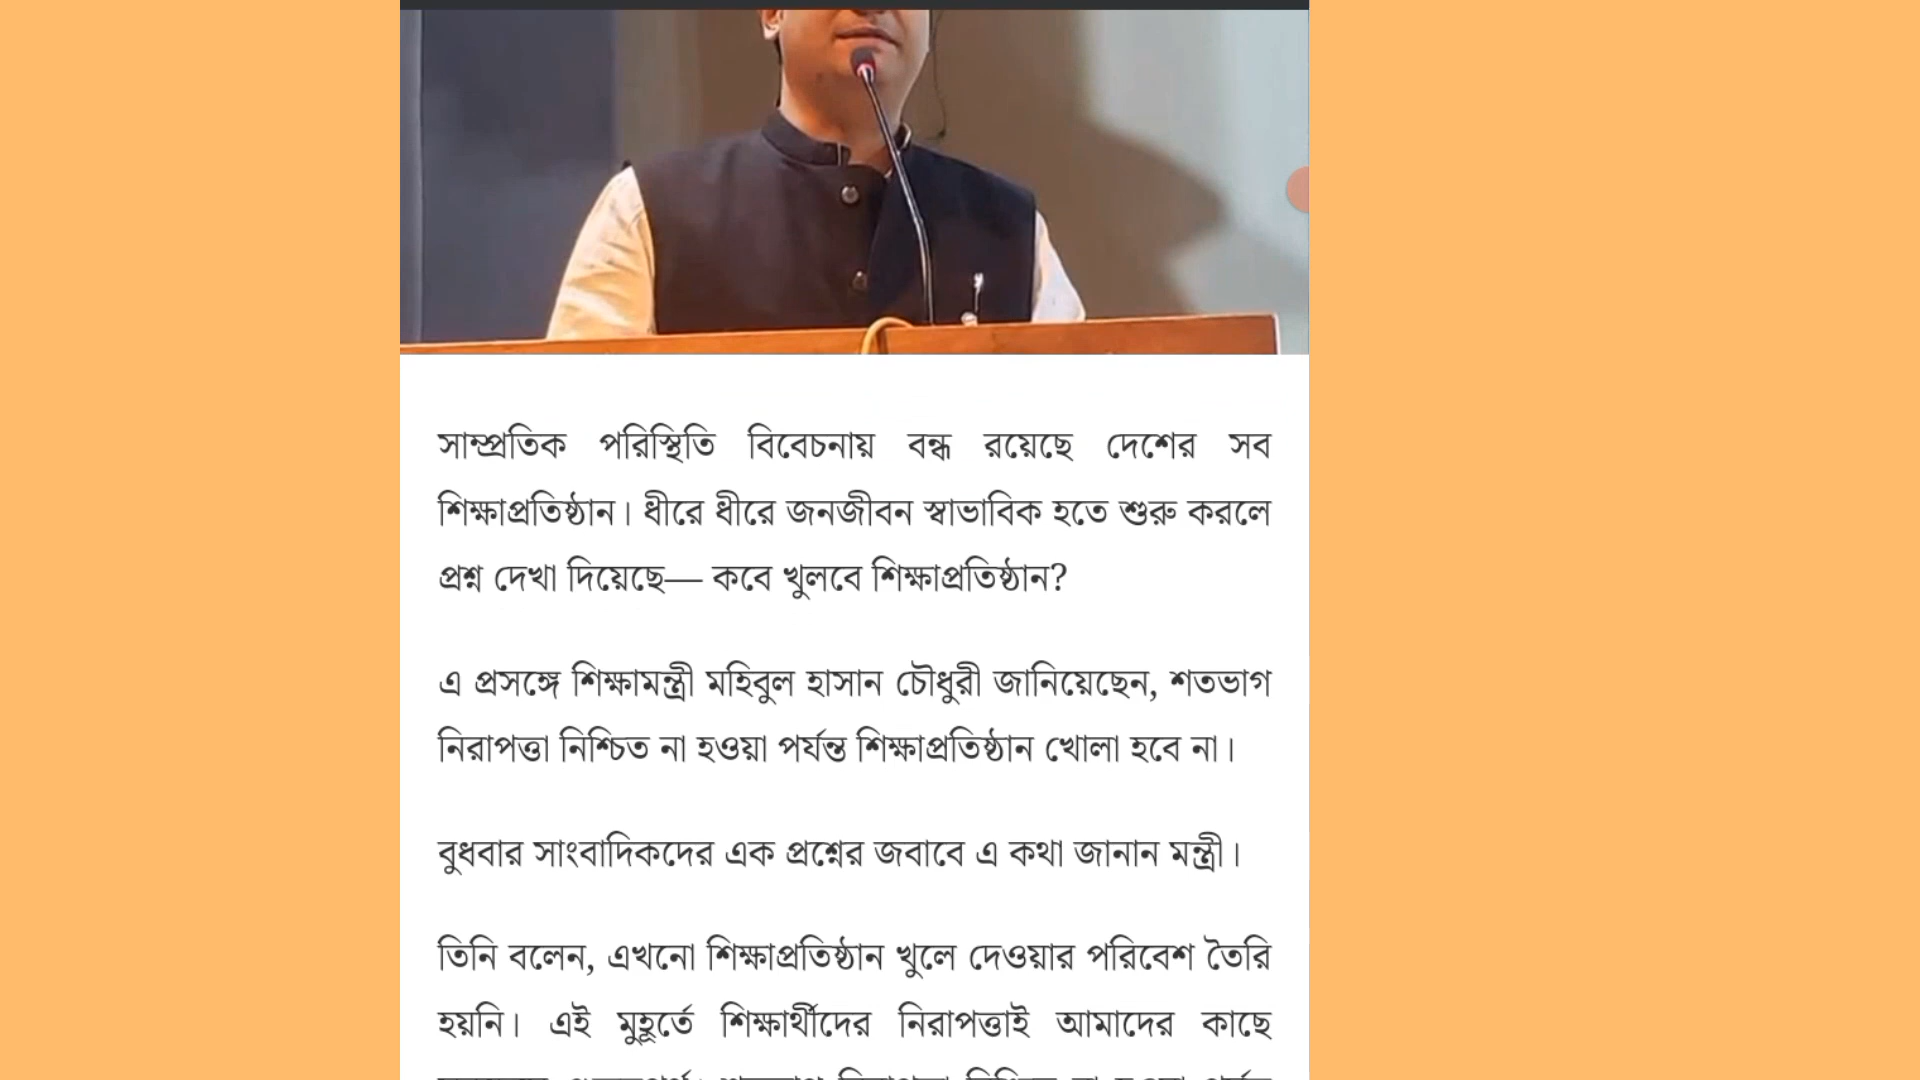 সাম্প্রতিক পরিস্থিতি বিবেচনায় বন্ধ রয়েছে দেশের সব
শিক্ষাপ্রতিষ্ঠান। ধীরে ধীরে জনজীবন স্বাভাবিক হতে শুরু করলে
প্রশ্ন দেখা দিয়েছে— কবে খুলবে শিক্ষাপ্রতিষ্ঠান?
এ প্রসঙ্গে শিক্ষামন্ত্রী মহিবুল হাসান চৌধুরী জানিয়েছেন, শতভাগ
নিরাপত্তা নিশ্চিত না হওয়া পর্যন্ত শিক্ষাপ্রতিষ্ঠান খোলা হবে না।
বুধবার সাংবাদিকদের এক প্রশ্নের জবাবে এ কথা জানান মন্ত্রী।
তিনি বলেন, এখনো শিক্ষাপ্রতিষ্ঠান খুলে দেওয়ার পরিবেশ তৈরি
হয়নি। এই মুহূর্তে শিক্ষার্থীদের নিরাপত্তাই আমাদের কাছে